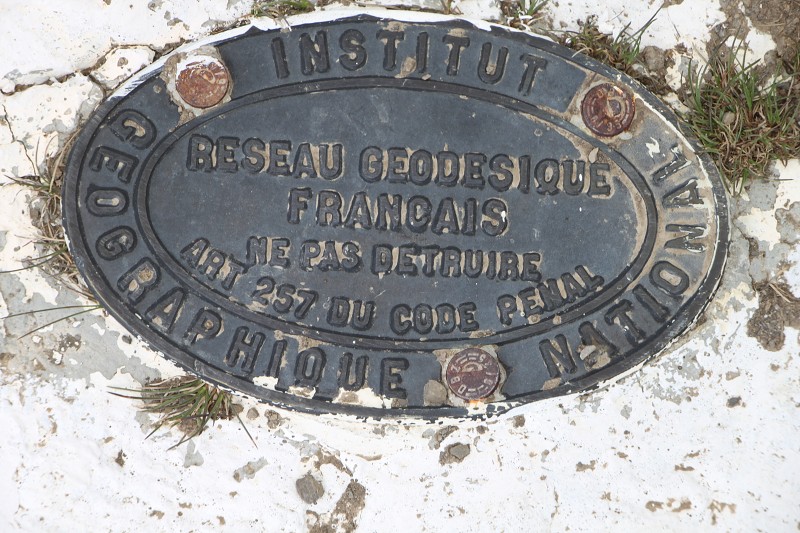 INSTITUT
GEOGRAPHIQUE NATIONAL
RESEAU GEODESIQUE
FRANCAIS
NE PAS DETRUIRE
ART 257 DU CODE PENAL